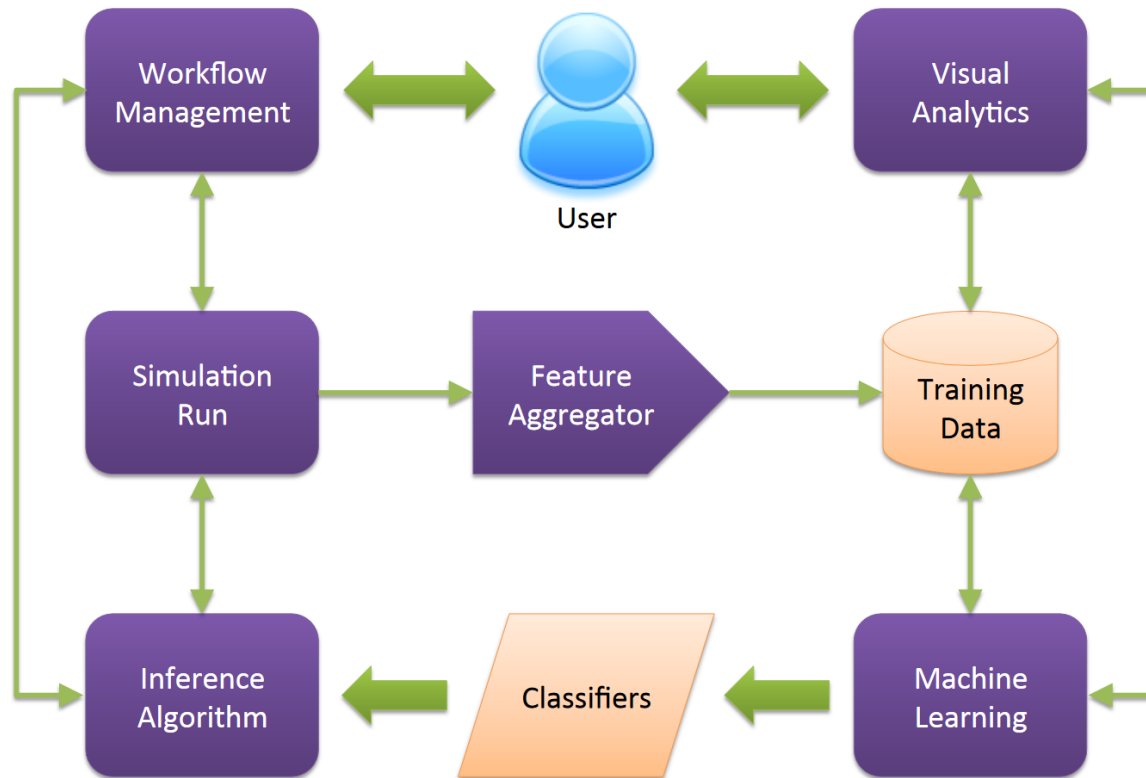 Workflow
Management
User
Visual
Analytics
Simulation
Run
Feature
Aggregator
Training
Data
Inference
Algorithm
Classifiers
Machine
Learning